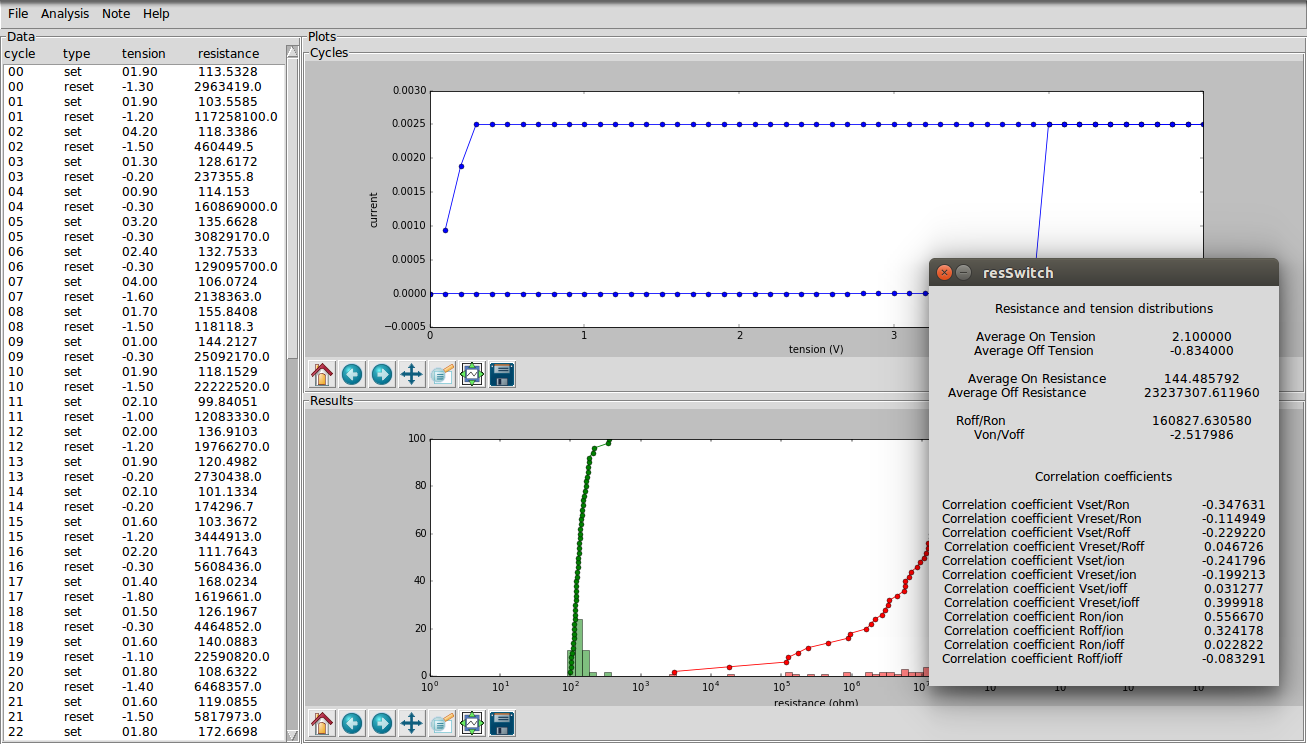 File Analysis Note Help
Data
cycle type tension resistance
00 set 01.90 113.5328
00 reset -1.30 2963419.0
01 set 01.90 103.5585
01 reset -1.20 117258100.0
02 set 04.20 118.3386
02 reset -1.50 460449.5
03 set 01.30 128.6172
03 reset -0.20 237355.8
04 set 00.90 114.153
04 reset -0.30 160869000.0
05 set 03.20 135.6628
05 reset -0.30 30829170.0
06 set 02.40 132.7533
06 reset -0.30 129095700.0
07 set 04.00 106.0724
07 reset -1.60 2138363.0
08 set 01.70 155.8408
08 reset -1.50 118118.3
09 set 01.00 144.2127
09 reset -0.30 25092170.0
10 set 01.90 118.1529
10 reset -1.50 22222520.0
11 set 02.10 99.84051
11 reset -1.00 12083330.0
12 set 02.00 136.9103
12 reset -1.20 19766270.0
13 set 01.90 120.4982
13 reset -0.20 2730438.0
14 set 02.10 101.1334
14 reset -0.20 174296.7
15 set 01.60 103.3672
15 reset -1.20 3444913.0
16 set 02.20 111.7643
16 reset -0.30 5608436.0
17 set 01.40 168.0234
17 reset -1.80 1619661.0
18 set 01.50 126.1967
18 reset -0.30 4464852.0
19 set 01.60 140.0883
19 reset -1.10 22590820.0
20 set 01.80 108.6322
20 reset -1.40 6468357.0
21 set 01.60 119.0855
21 reset -1.50 5817973.0
22 set 01.80 172.6698
Plots
Cycles
0.0030
0.0025
0.0020
0.0015
0.0010
0.0005
0.0000
−0.0005
current
0 1 2 3
tension (V)
Results
100
80
60
40
20
0
10^0 10^1 10^2 10^3 10^4 10^5 10^6 10^7 10 10 10 10
resistance (ohm)
resSwitch
Resistance and tension distributions
Average On Tension 2.100000
Average Off Tension -0.834000
Average On Resistance 144.485792
Average Off Resistance 23237307.611960
Roff/Ron 160827.630580
Von/Voff -2.517986
Correlation coefficients
Correlation coefficient Vset/Ron -0.347631
Correlation coefficient Vreset/Ron -0.114949
Correlation coefficient Vset/Roff -0.229220
Correlation coefficient Vreset/Roff 0.046726
Correlation coefficient Vset/ion -0.241796
Correlation coefficient Vreset/ion -0.199213
Correlation coefficient Vset/ioff 0.031277
Correlation coefficient Vreset/ioff 0.399918
Correlation coefficient Ron/ion 0.556670
Correlation coefficient Roff/ion 0.324178
Correlation coefficient Ron/ioff 0.022822
Correlation coefficient Roff/ioff -0.083291